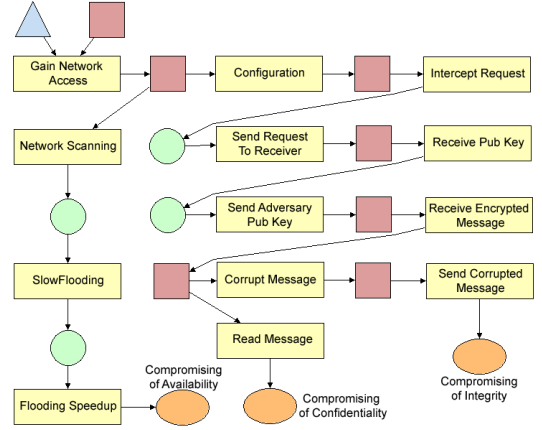 Gain Network
Access
Configuration
Intercept Request
Network Scanning
Send Request
To Receiver
Receive Pub Key
Send Adversary
Pub Key
Receive Encrypted
Message
SlowFlooding
Corrupt Message
Send Corrupted
Message
Read Message
Compromising
of Availability
Flooding Speedup
Compromising
of Confidentiality
Compromising
of Integrity